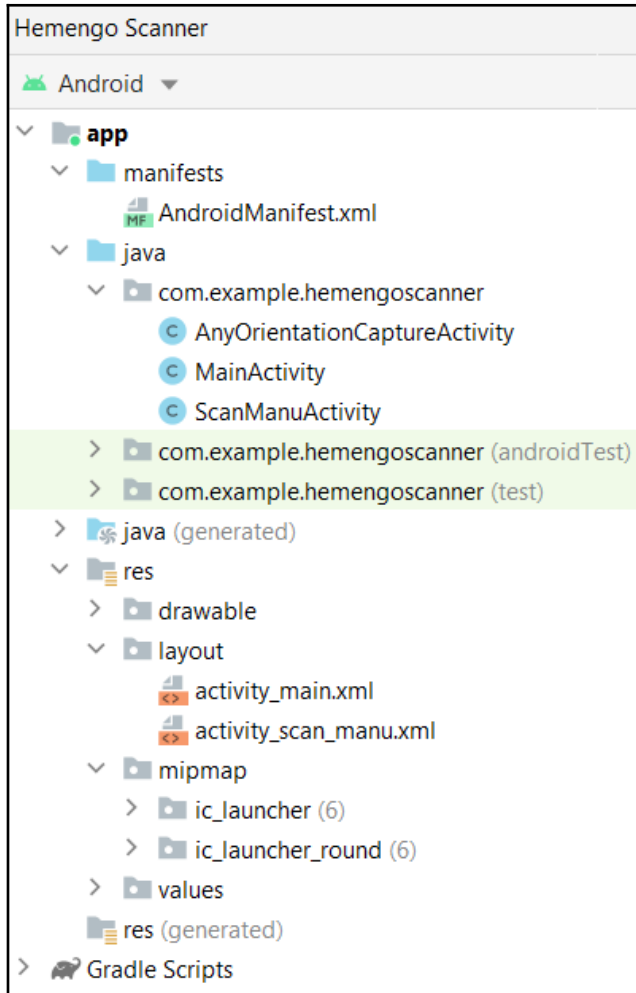 Hemengo Scanner
Android
app
manifests
MF AndroidManifest.xml
java
com.example.hemengoscanner
C AnyOrientationCaptureActivity
C MainActivity
C ScanManuActivity
com.example.hemengoscanner (androidTest)
com.example.hemengoscanner (test)
java (generated)
res
drawable
layout
<> activity_main.xml
<> activity_scan_manu.xml
mipmap
ic_launcher (6)
ic_launcher_round (6)
values
res (generated)
Gradle Scripts